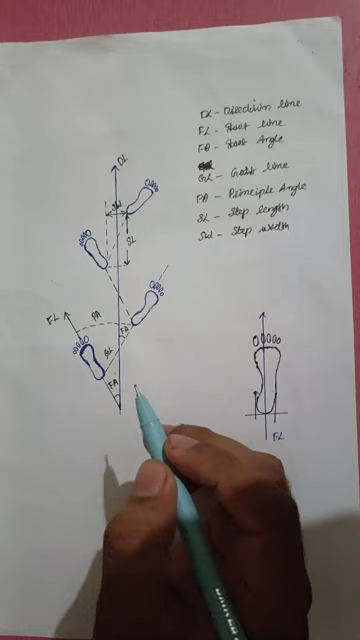 DL - Direction line
FL - Foot line
FA - Foot Angle
GL - Gait line
PA - Principle Angle
SL - Step length
SW - Step width
DL
SW
SL
FL
PA
FA
GL
FA
FL